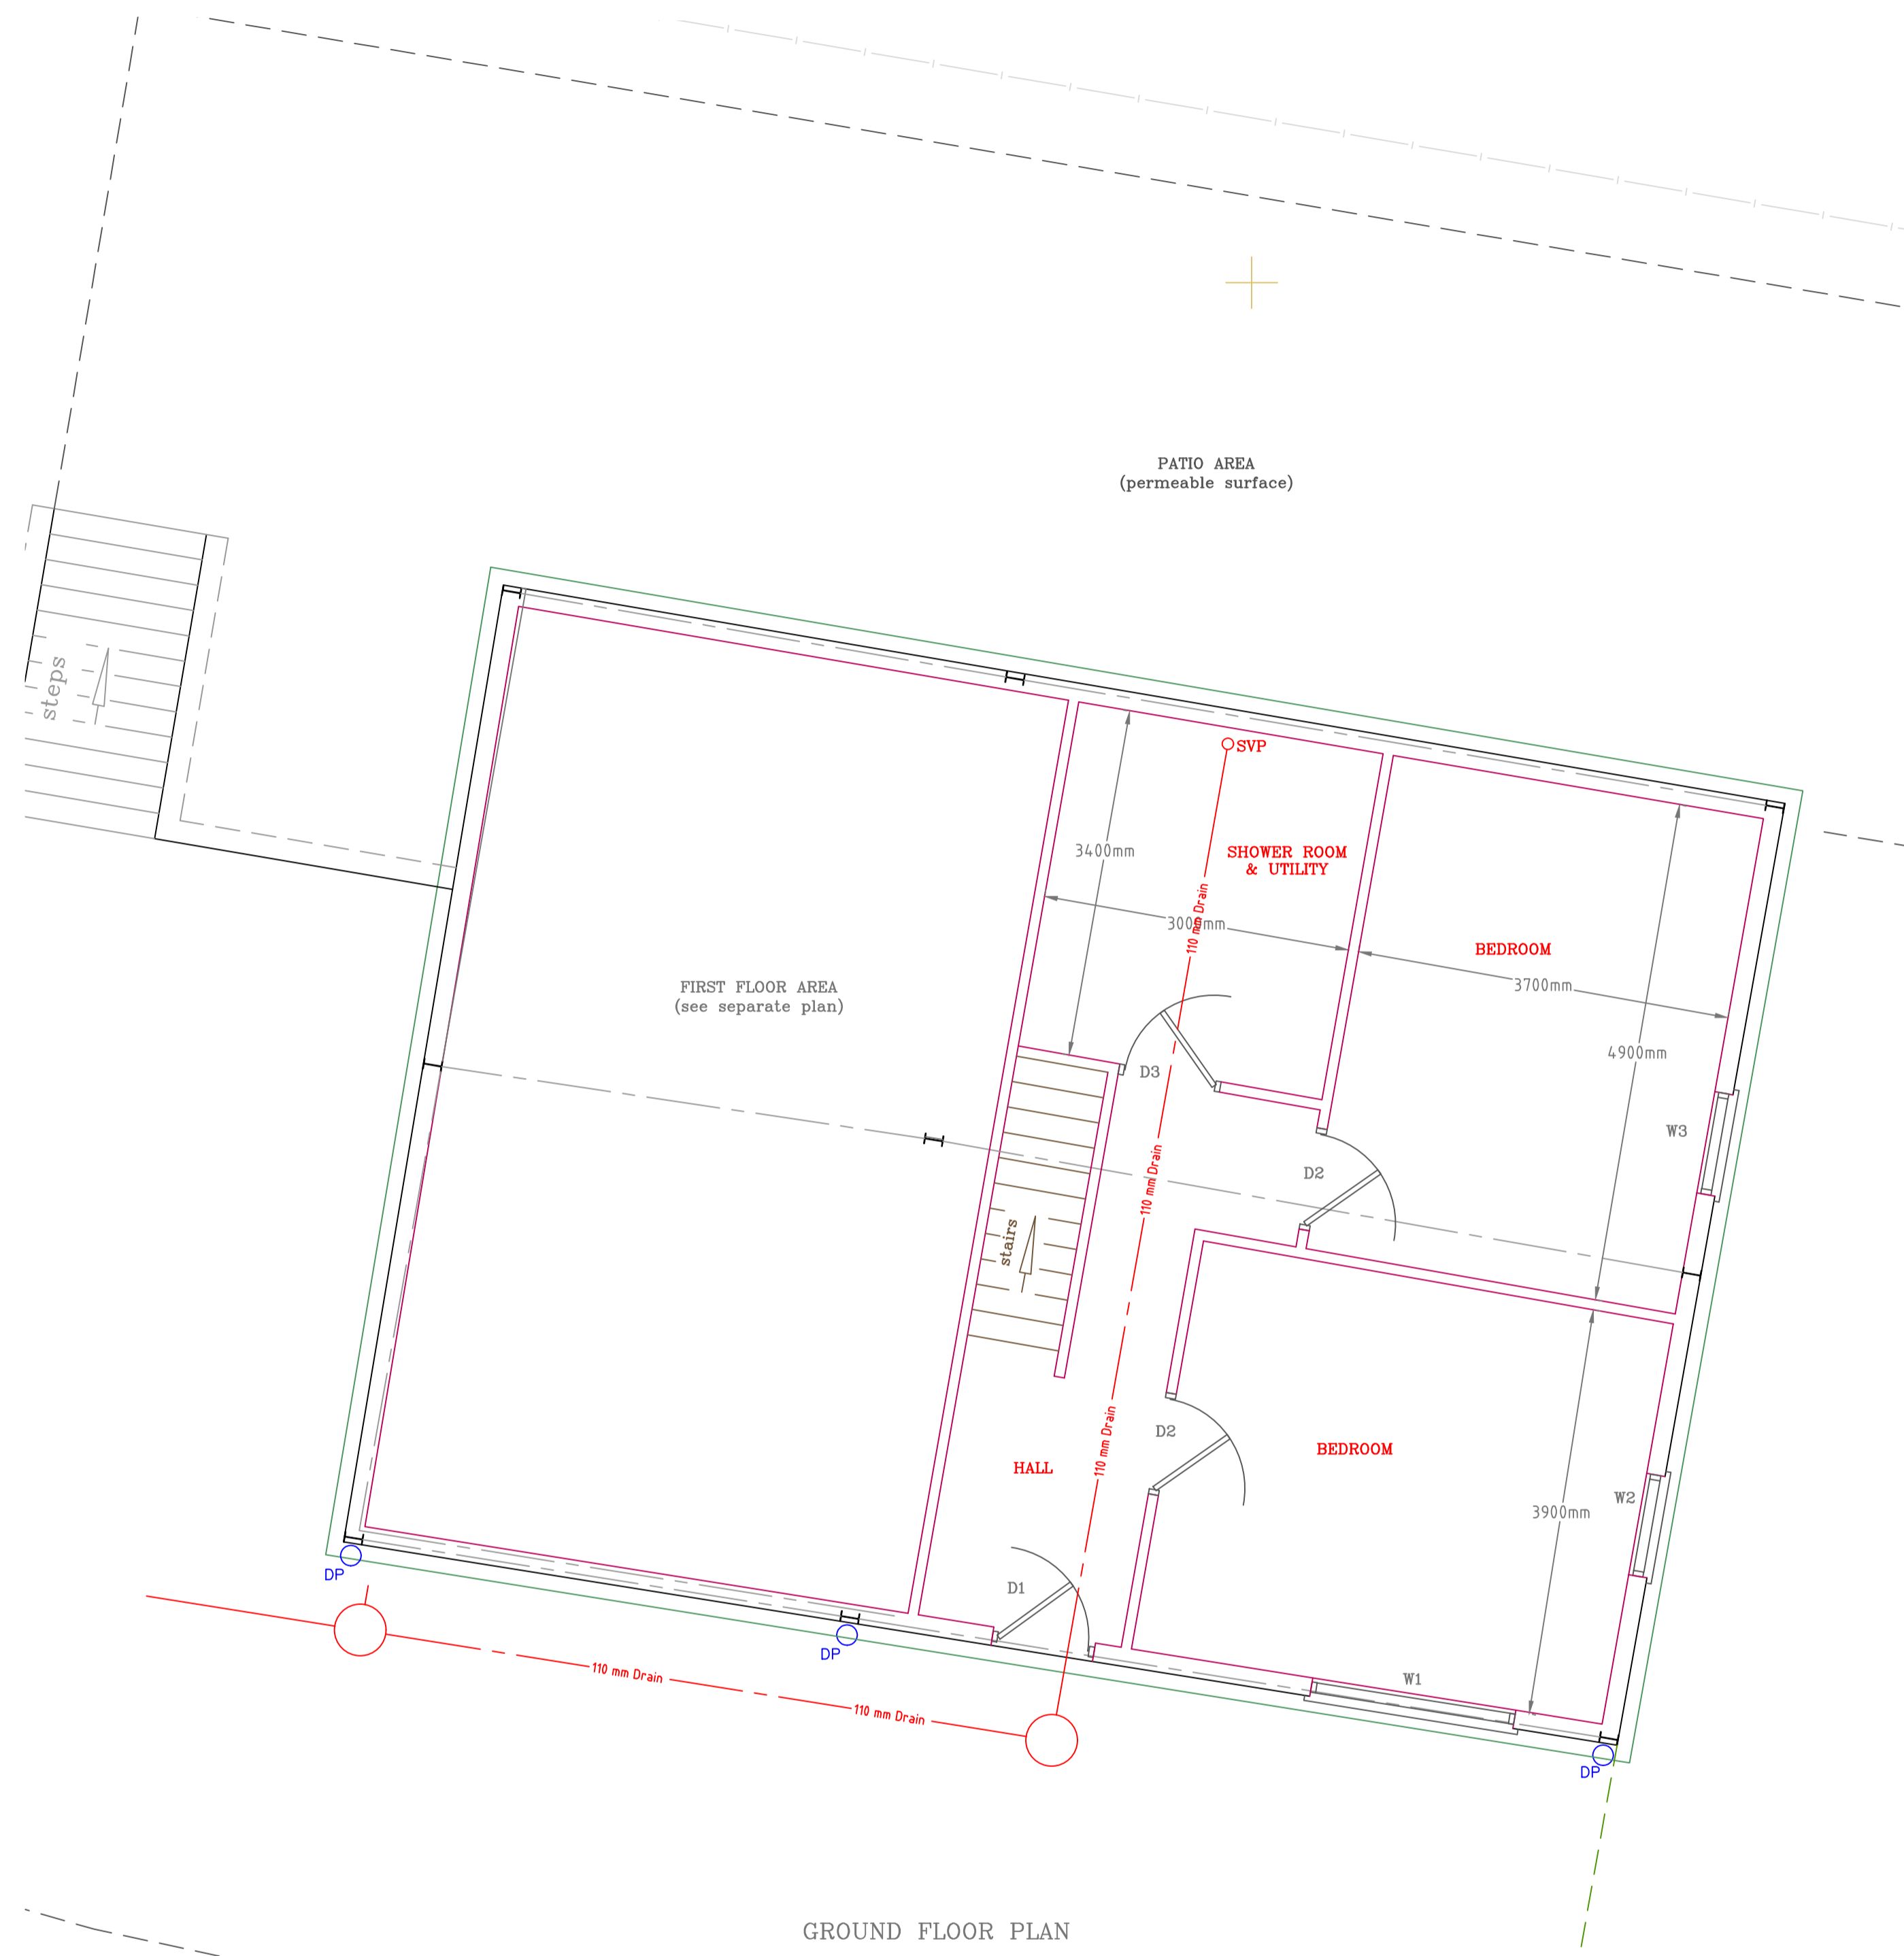 PATIO AREA
(permeable surface)
steps
SVP
3400mm
SHOWER ROOM
& UTILITY
110 mm Drain
3000mm
BEDROOM
3700mm
FIRST FLOOR AREA
(see separate plan)
4900mm
D3
W3
D2
110 mm Drain
stairs
D2
110 mm Drain
BEDROOM
HALL
W2
3900mm
D1
DP
DP
110 mm Drain
W1
110 mm Drain
DP
GROUND FLOOR PLAN